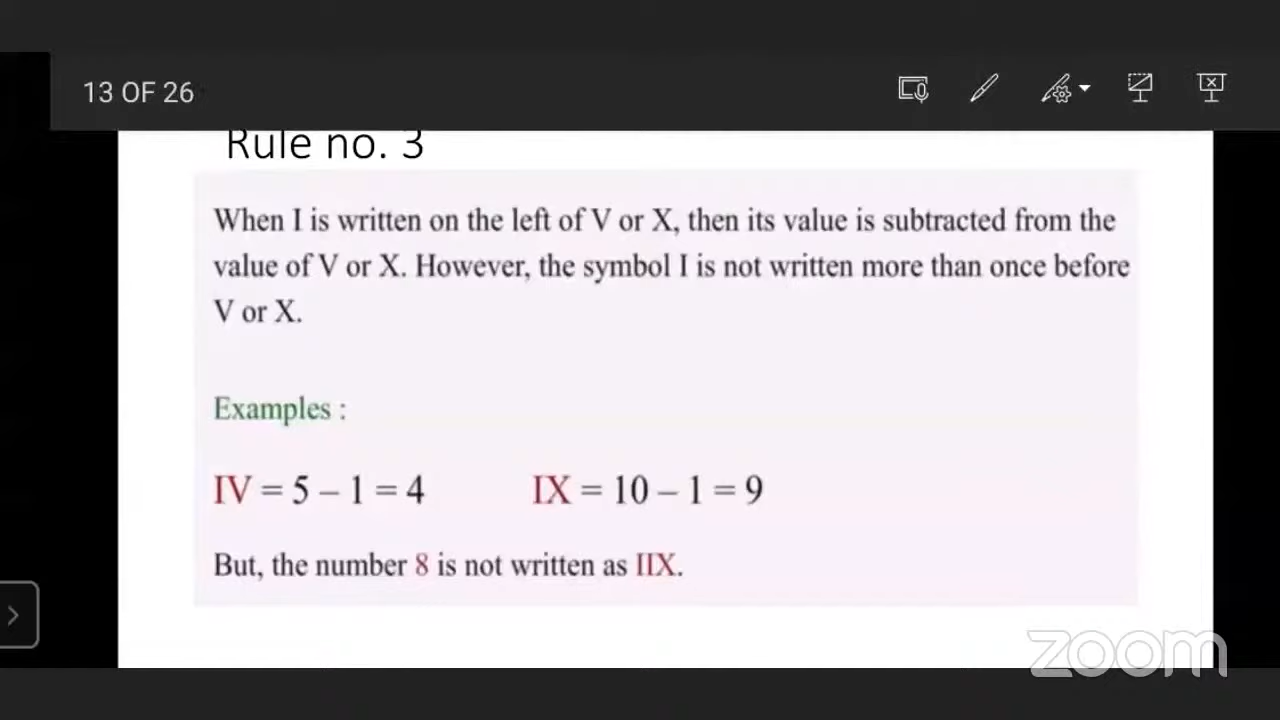 13 OF 26
Rule no. 3
When I is written on the left of V or X, then its value is subtracted from the
value of V or X. However, the symbol I is not written more than once before
V or X.
Examples :
IV = 5 – 1 = 4 IX = 10 – 1 = 9
But, the number 8 is not written as IIX.
zoom